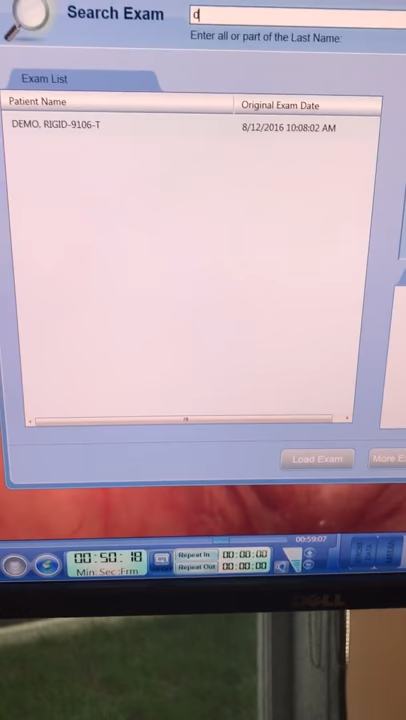 Search Exam
d
Enter all or part of the Last Name:
Exam List
Patient Name
Original Exam Date
DEMO, RIGID-9106-T
8/12/2016 10:08:02 AM
Load Exam
More E
00:59:07
00:50:18
Min: Sec :Frm
Repeat In
00:00:00
Repeat Out
00:00:00
DELL